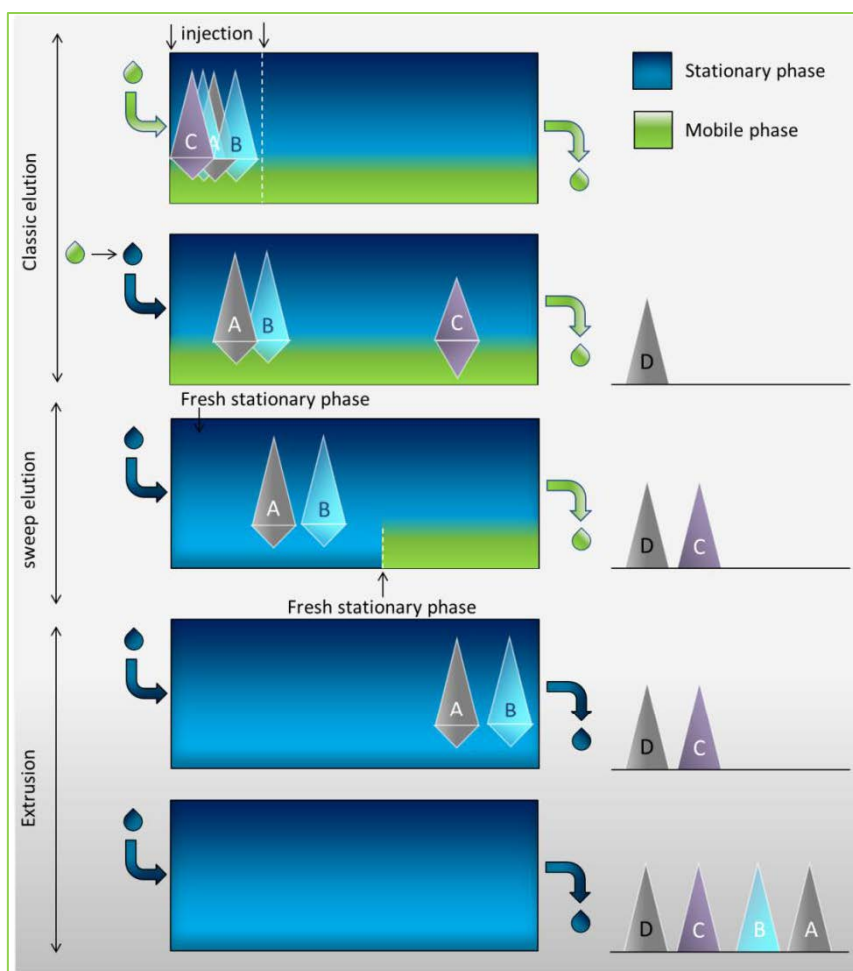 injection
Stationary phase
Mobile phase
Classic elution
C A B
A B C
D
Fresh stationary phase
sweep elution
A B
D C
Fresh stationary phase
Extrusion
A B
D C
D C B A